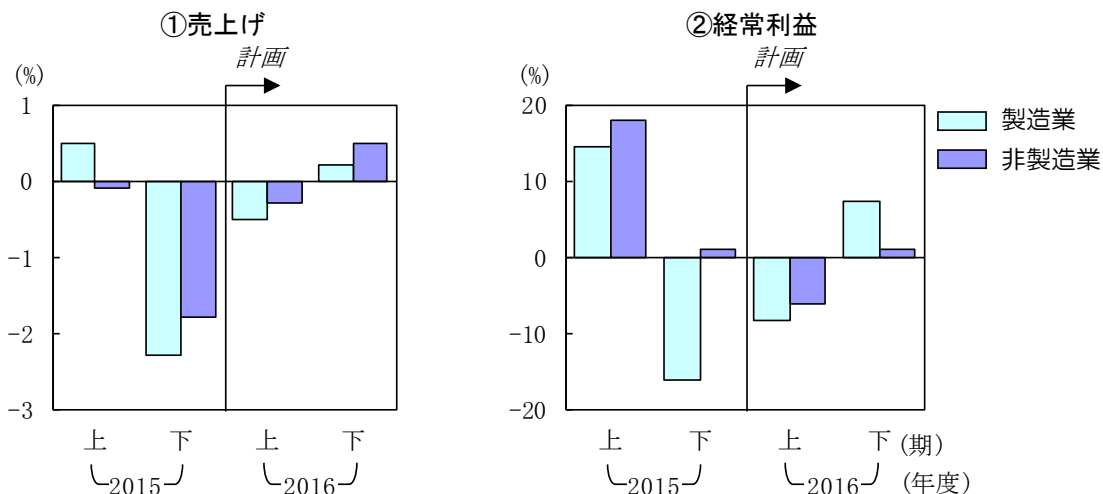 ①売上げ
計画
(%)
1
0
-1
-2
-3
上 下 上 下
2015 2016
②経常利益
計画
(%)
20
10
0
-10
-20
上 下 上 下 (期)
2015 2016 (年度)
製造業
非製造業